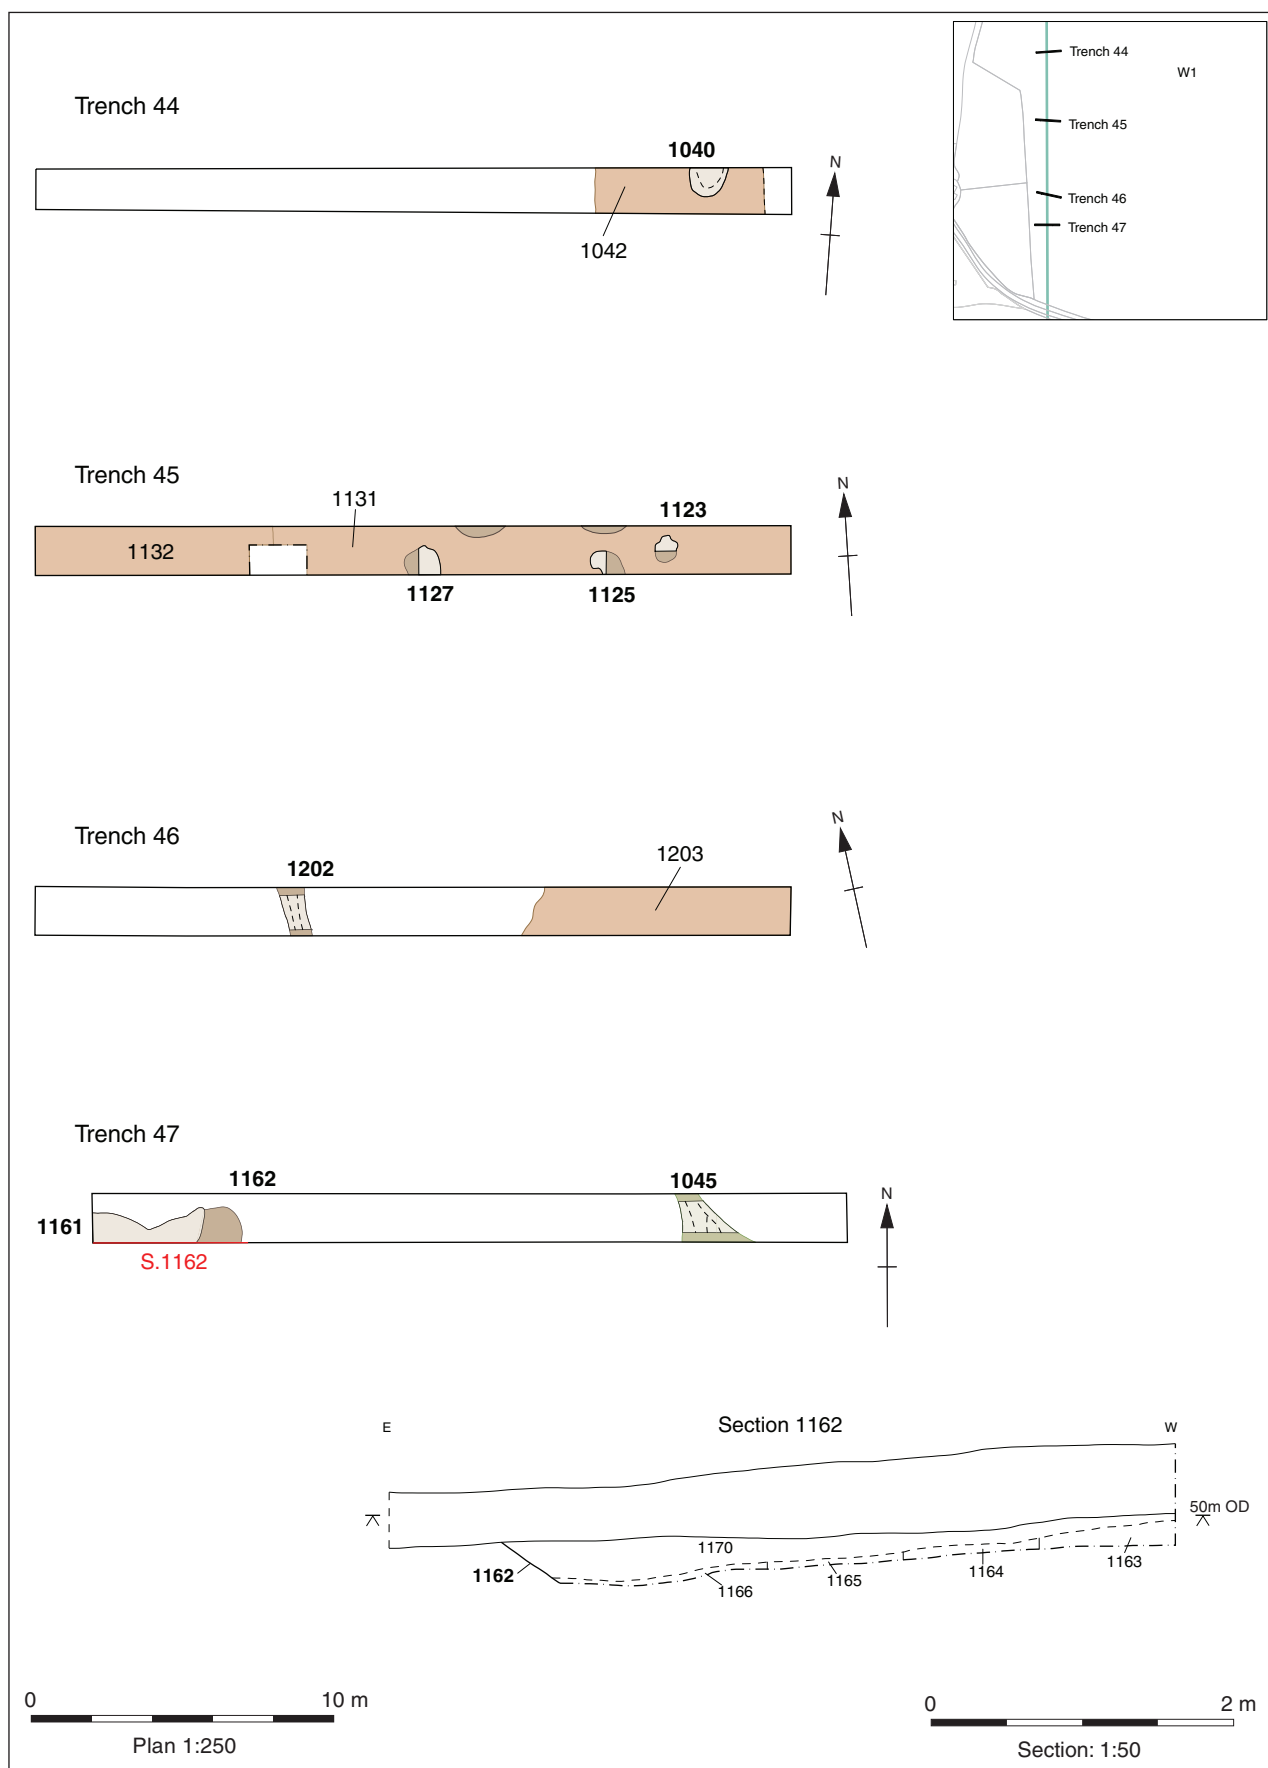 Trench 44
1040
N
1042
Trench 44
W1
Trench 45
Trench 46
Trench 47
Trench 45
1131
1123
N
1132
1127
1125
Trench 46
1202
1203
N
Trench 47
1162
1045
N
1161
S.1162
E
Section 1162
W
50m OD
1170
1162
1166
1165
1164
1163
0
10 m
Plan 1:250
0
2 m
Section: 1:50